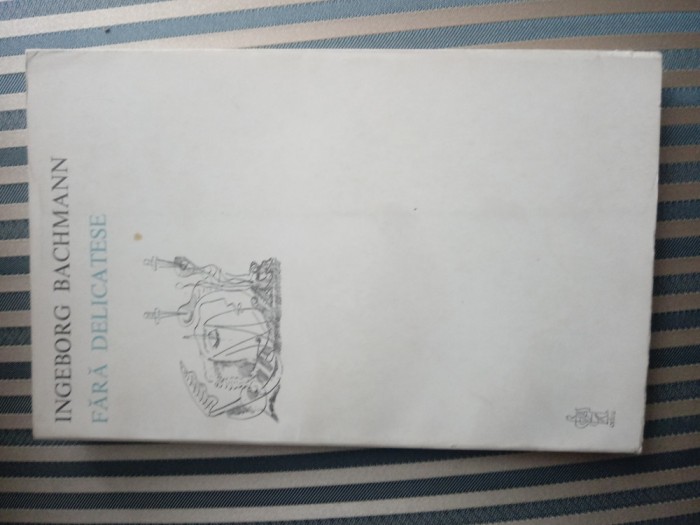 INGEBORG BACHMANN
FĂRĂ DELICATESE